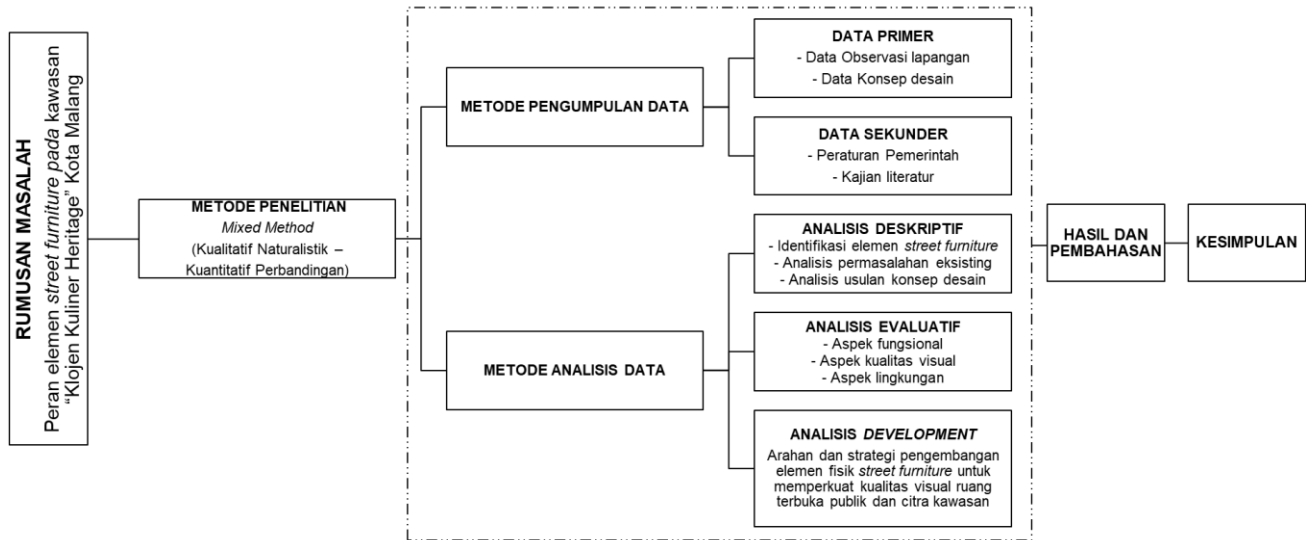 RUMUSAN MASALAH
Peran elemen street furniture pada kawasan
“Klojen Kuliner Heritage” Kota Malang
METODE PENELITIAN
Mixed Method
(Kualitatif Naturalistik –
Kuantitatif Perbandingan)
METODE PENGUMPULAN DATA
DATA PRIMER
- Data Observasi lapangan
- Data Konsep desain
DATA SEKUNDER
- Peraturan Pemerintah
- Kajian literatur
METODE ANALISIS DATA
ANALISIS DESKRIPTIF
- Identifikasi elemen street furniture
- Analisis permasalahan eksisting
- Analisis usulan konsep desain
ANALISIS EVALUATIF
- Aspek fungsional
- Aspek kualitas visual
- Aspek lingkungan
ANALISIS DEVELOPMENT
Arahan dan strategi pengembangan
elemen fisik street furniture untuk
memperkuat kualitas visual ruang
terbuka publik dan citra kawasan
HASIL DAN
PEMBAHASAN
KESIMPULAN